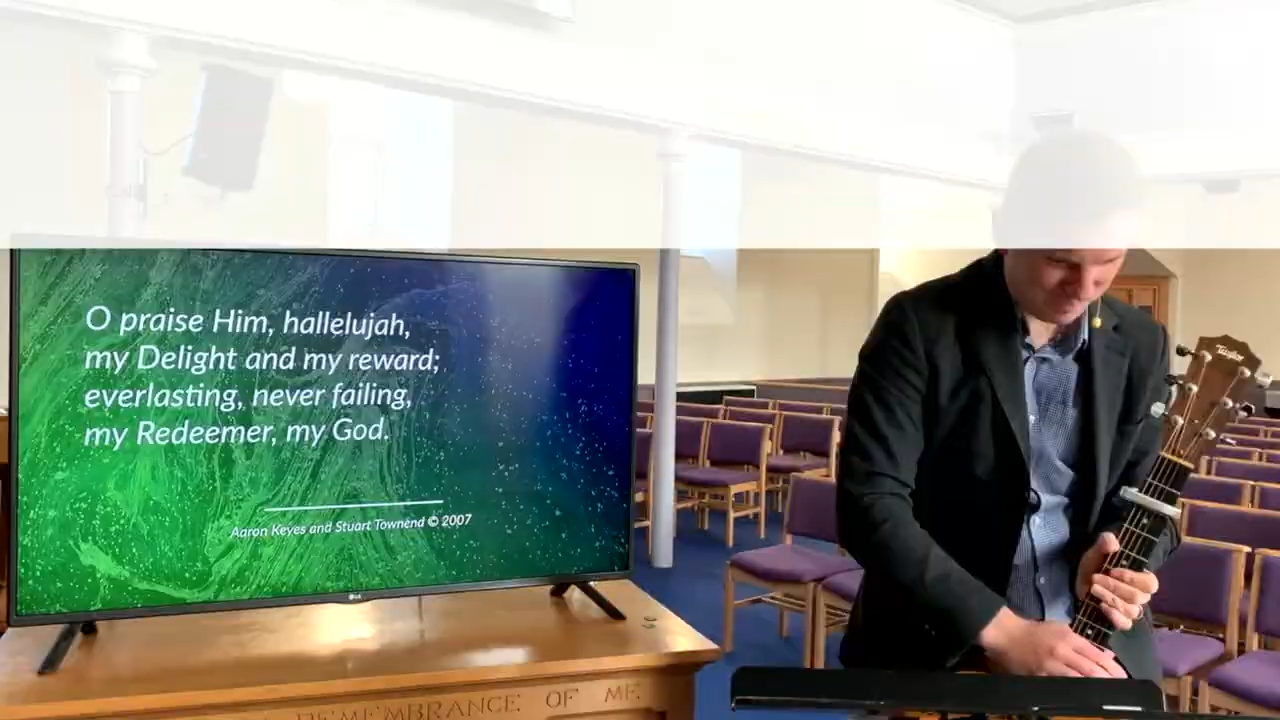 O praise Him, hallelujah,
my Delight and my reward;
everlasting, never failing,
my Redeemer, my God.
Aaron Keyes and Stuart Townend © 2007
LG
Taylor
REMEMBRANCE OF ME